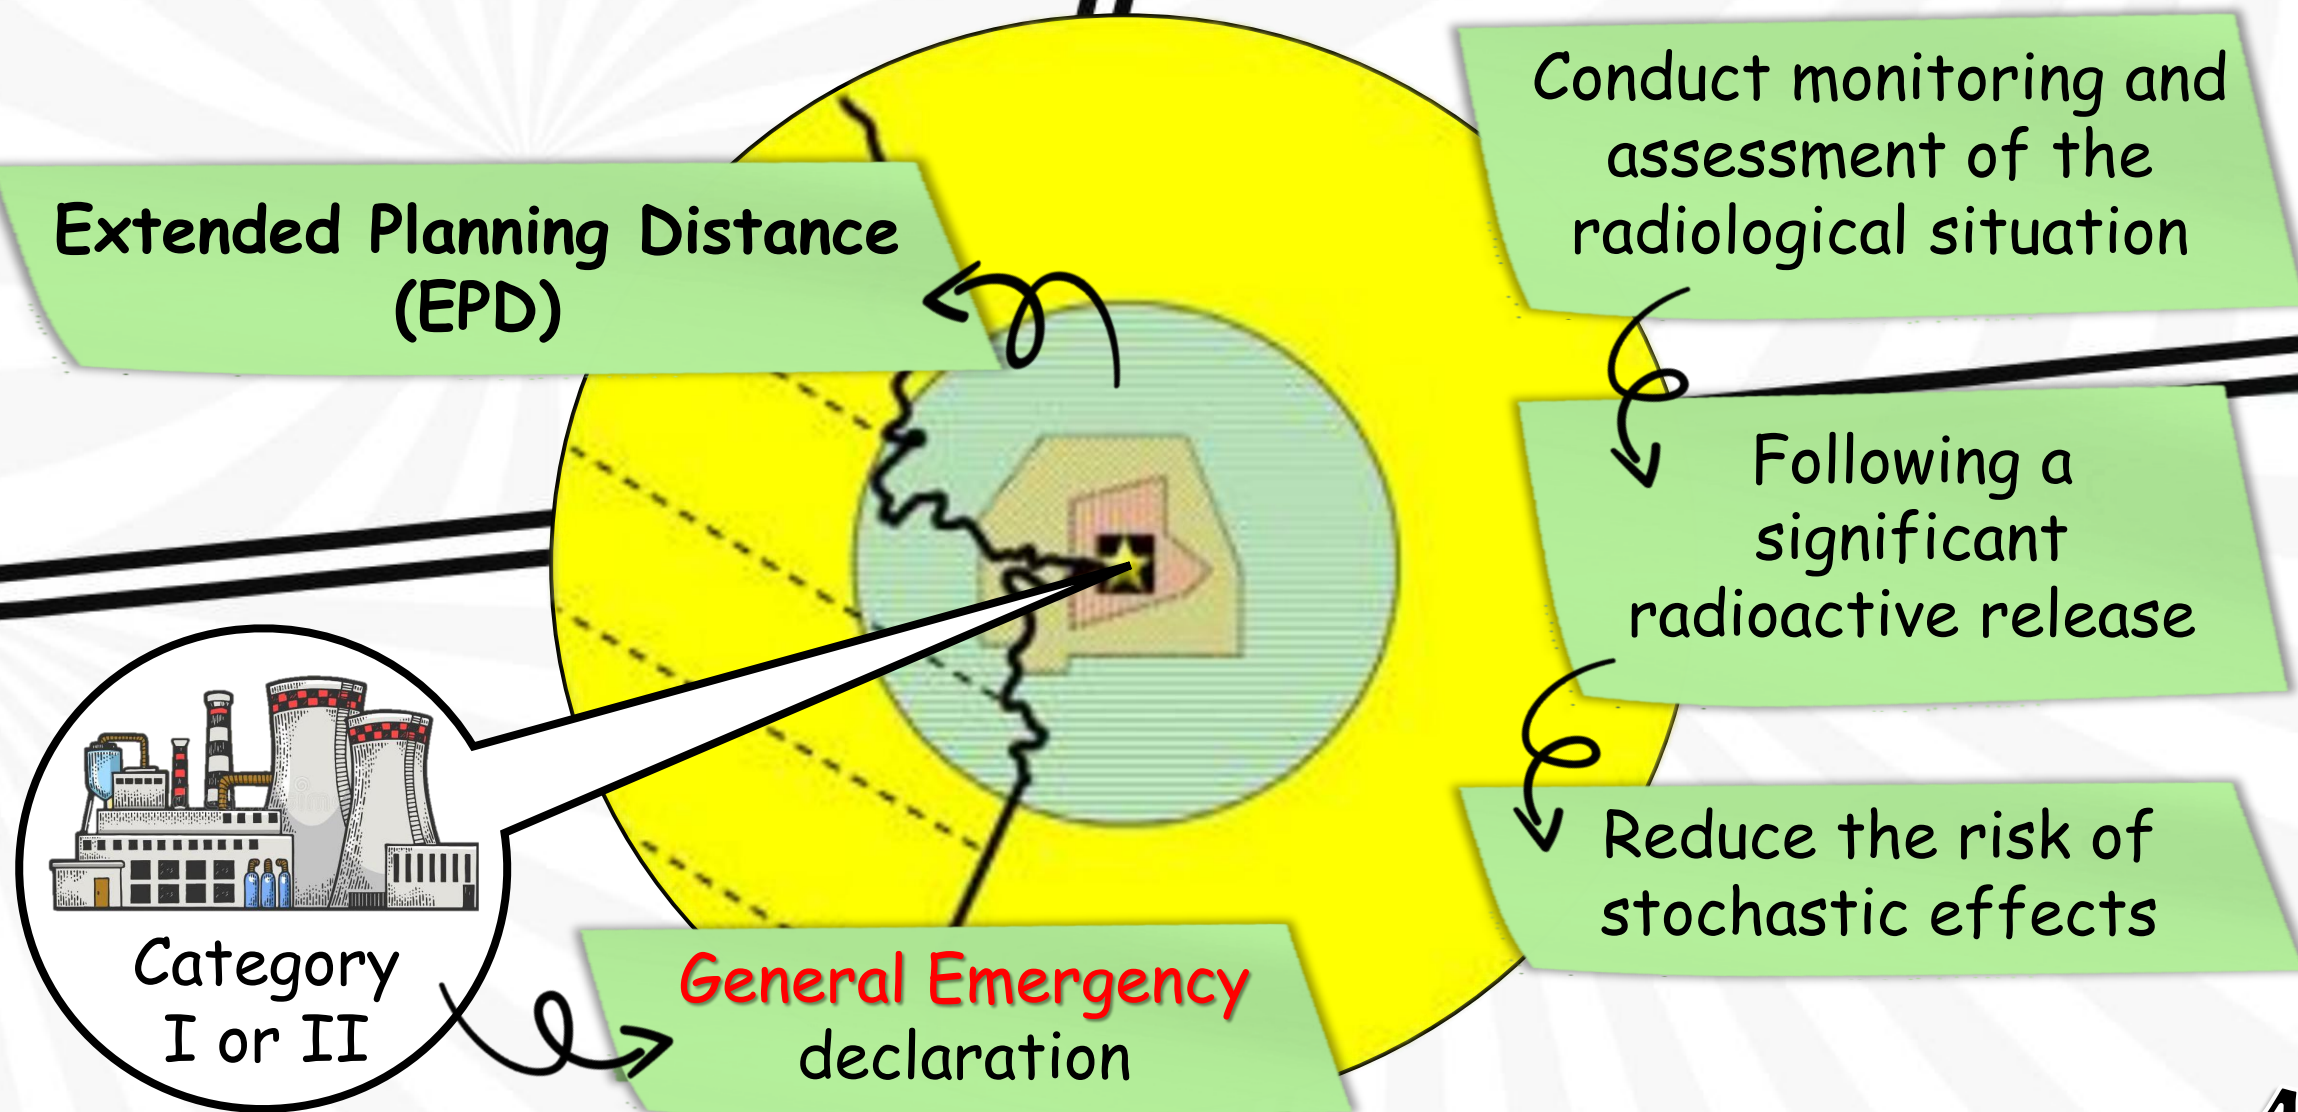 Extended Planning Distance
(EPD)
Conduct monitoring and
assessment of the
radiological situation
Following a
significant
radioactive release
Reduce the risk of
stochastic effects
Category
I or II
General Emergency
declaration